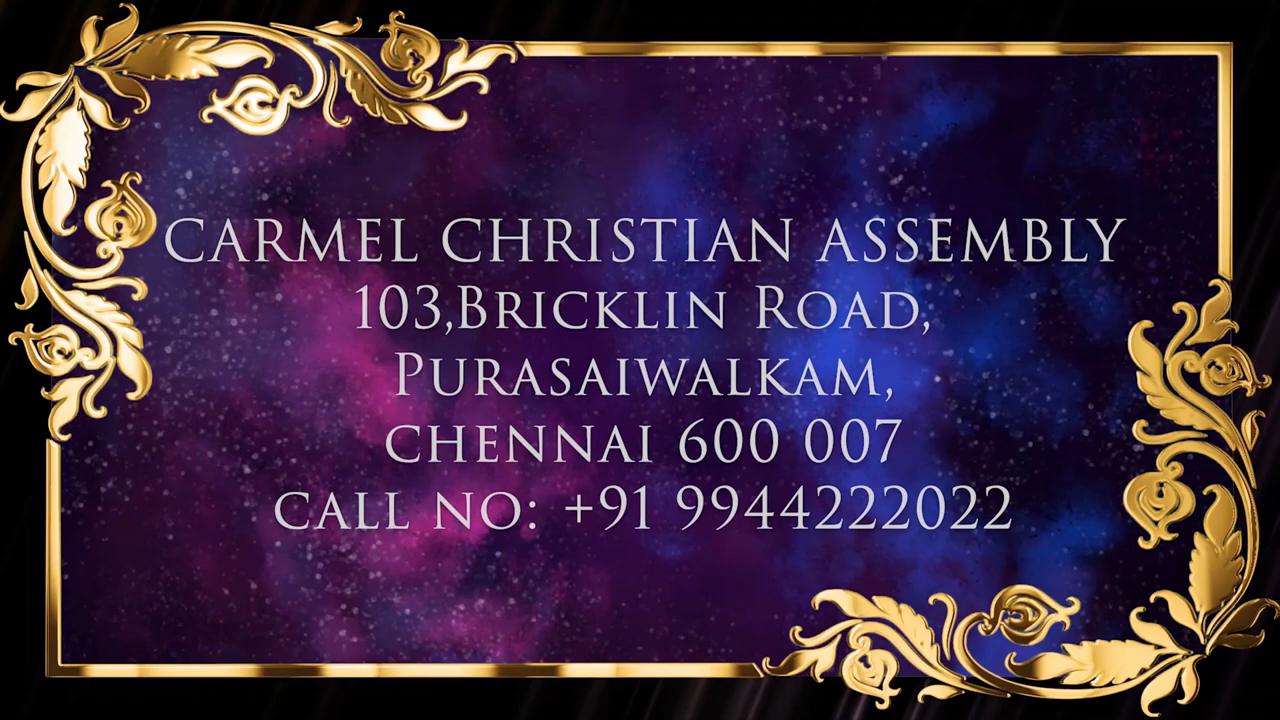 CARMEL CHRISTIAN ASSEMBLY
103,Bricklin Road,
Purasaiwalkam,
chennai 600 007
call no: +91 9944222022